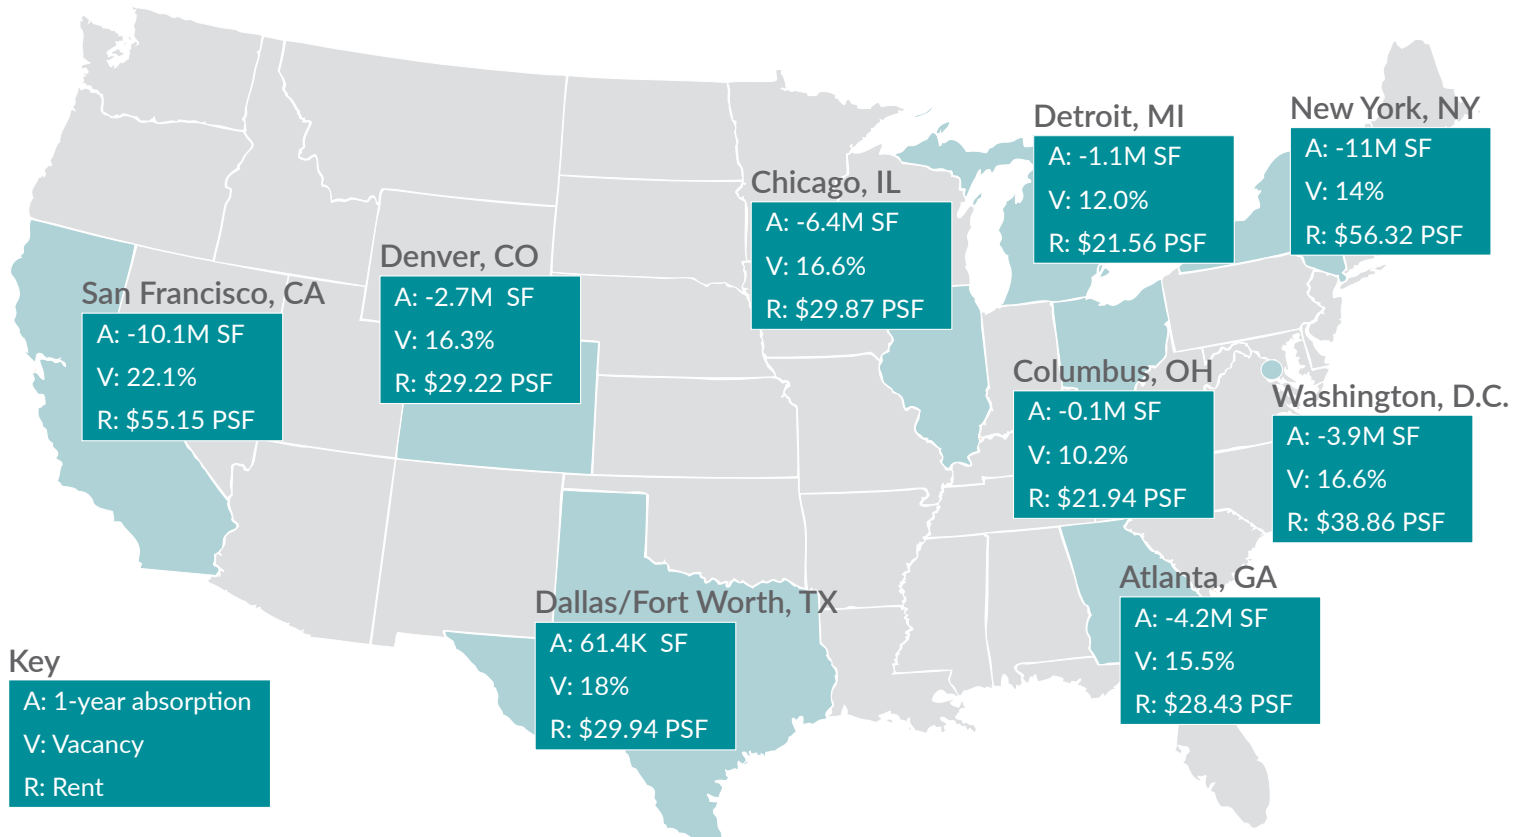 Detroit, MI
A: -1.1M SF
V: 12.0%
R: $21.56 PSF
New York, NY
A: -11M SF
V: 14%
R: $56.32 PSF
Chicago, IL
A: -6.4M SF
V: 16.6%
R: $29.87 PSF
Denver, CO
A: -2.7M  SF
V: 16.3%
R: $29.22 PSF
San Francisco, CA
A: -10.1M SF
V: 22.1%
R: $55.15 PSF
Columbus, OH
A: -0.1M SF
V: 10.2%
R: $21.94 PSF
Washington, D.C.
A: -3.9M SF
V: 16.6%
R: $38.86 PSF
Atlanta, GA
A: -4.2M SF
V: 15.5%
R: $28.43 PSF
Dallas/Fort Worth, TX
A: 61.4K  SF
V: 18%
R: $29.94 PSF
Key
A: 1-year absorption
V: Vacancy
R: Rent